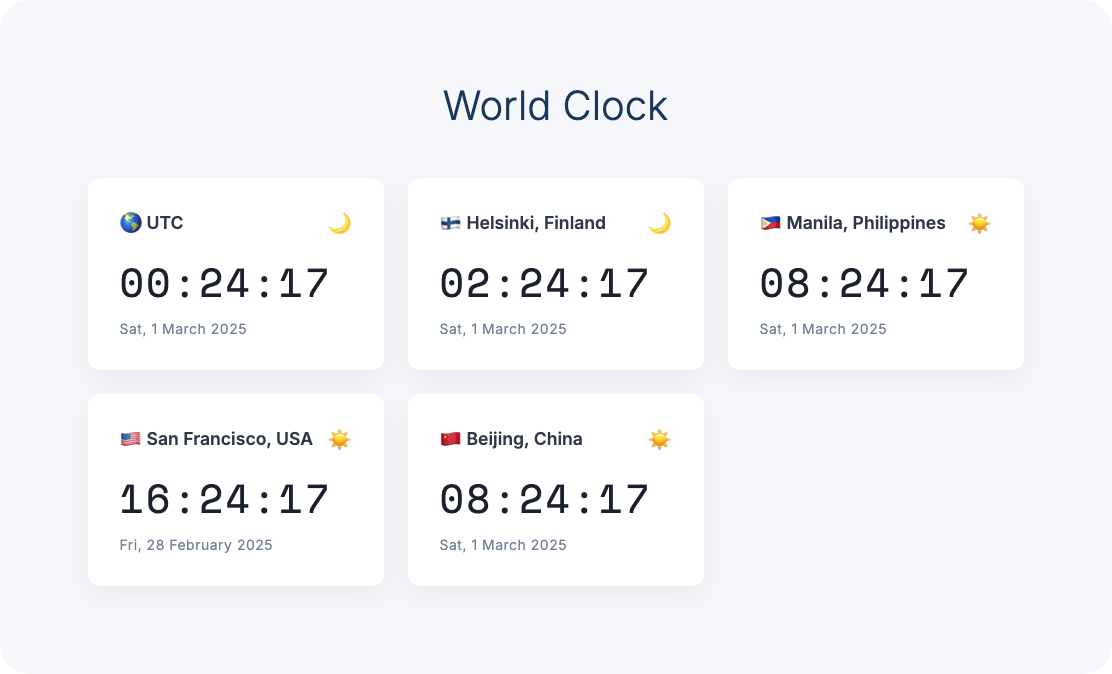 World Clock
UTC
00:24:17
Sat, 1 March 2025
Helsinki, Finland
02:24:17
Sat, 1 March 2025
Manila, Philippines
08:24:17
Sat, 1 March 2025
San Francisco, USA
16:24:17
Fri, 28 February 2025
Beijing, China
08:24:17
Sat, 1 March 2025